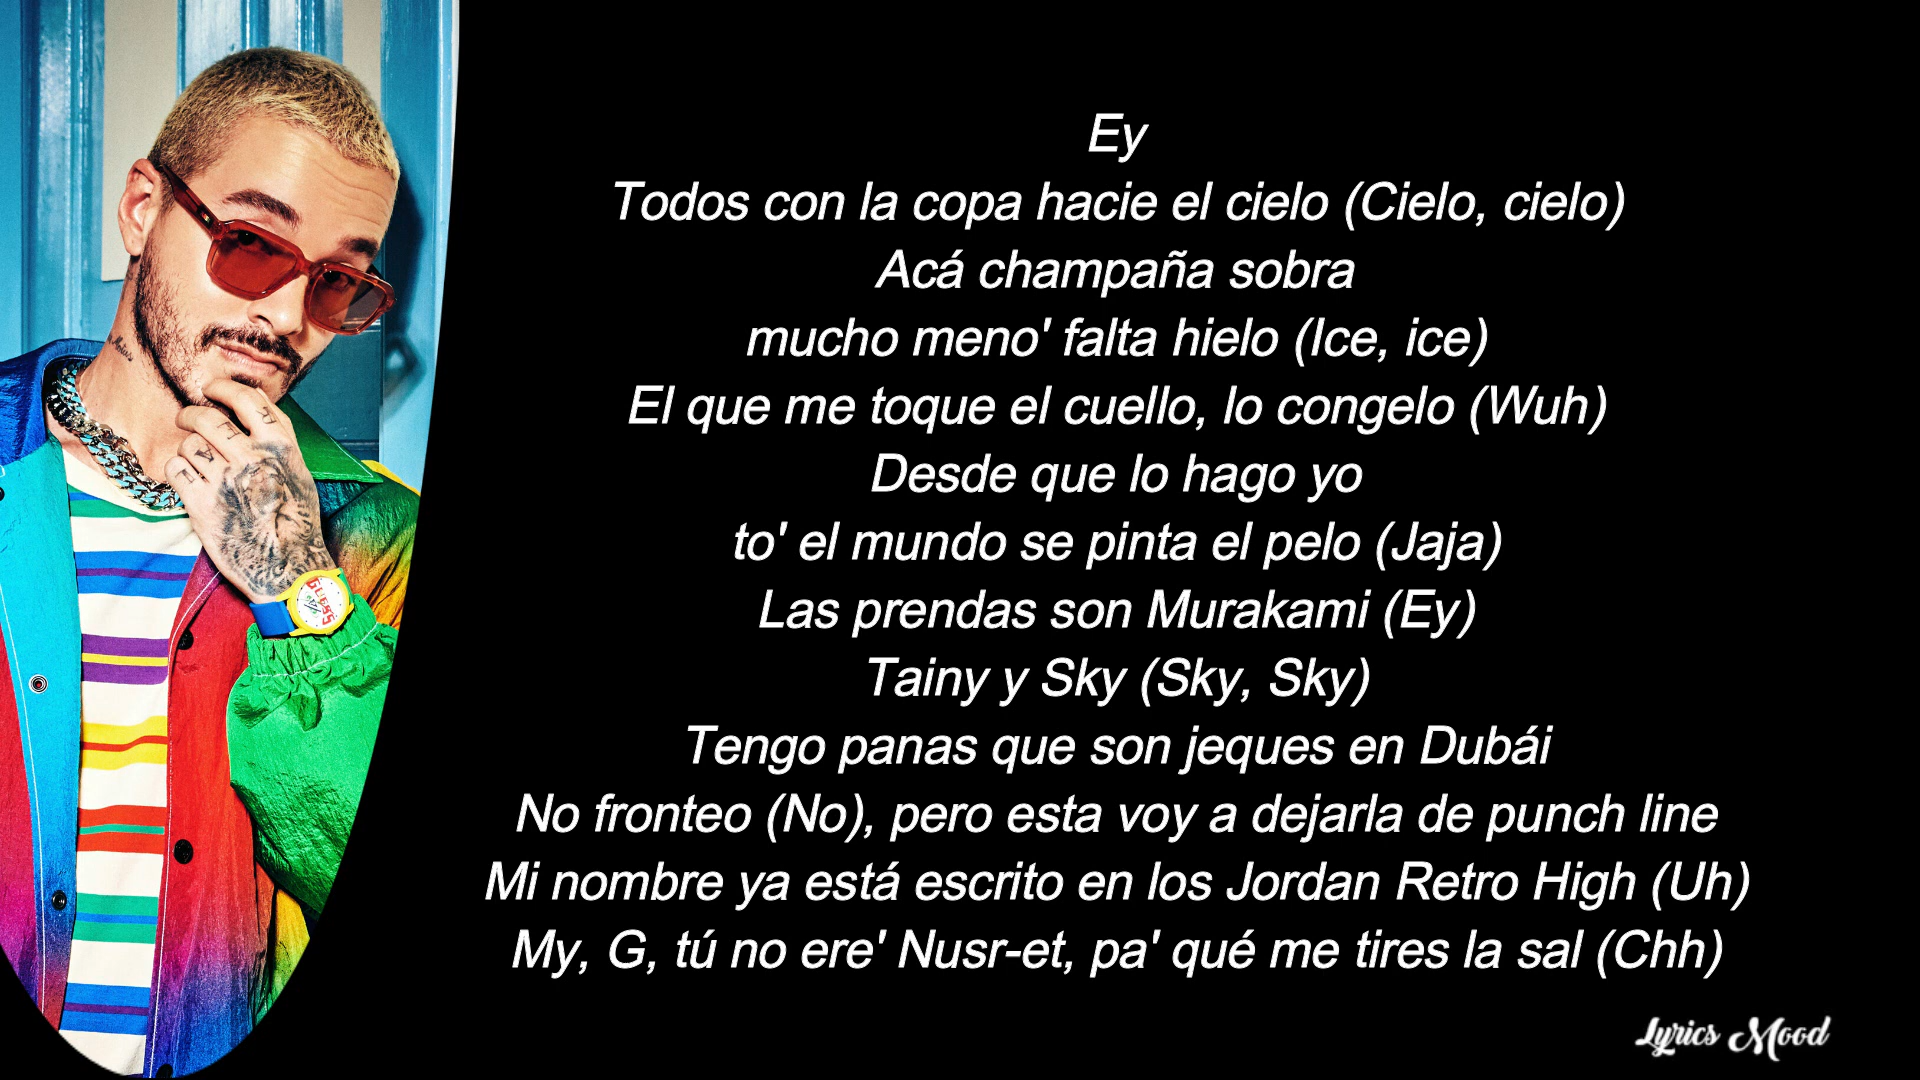 Ey
Todos con la copa hacie el cielo (Cielo, cielo)
Acá champaña sobra
mucho meno' falta hielo (Ice, ice)
El que me toque el cuello, lo congelo (Wuh)
Desde que lo hago yo
to' el mundo se pinta el pelo (Jaja)
Las prendas son Murakami (Ey)
Tainy y Sky (Sky, Sky)
Tengo panas que son jeques en Dubái
No fronteo (No), pero esta voy a dejarla de punch line
Mi nombre ya está escrito en los Jordan Retro High (Uh)
My, G, tú no ere' Nusr-et, pa' qué me tires la sal (Chh)
GUESS
Lyrics Mood